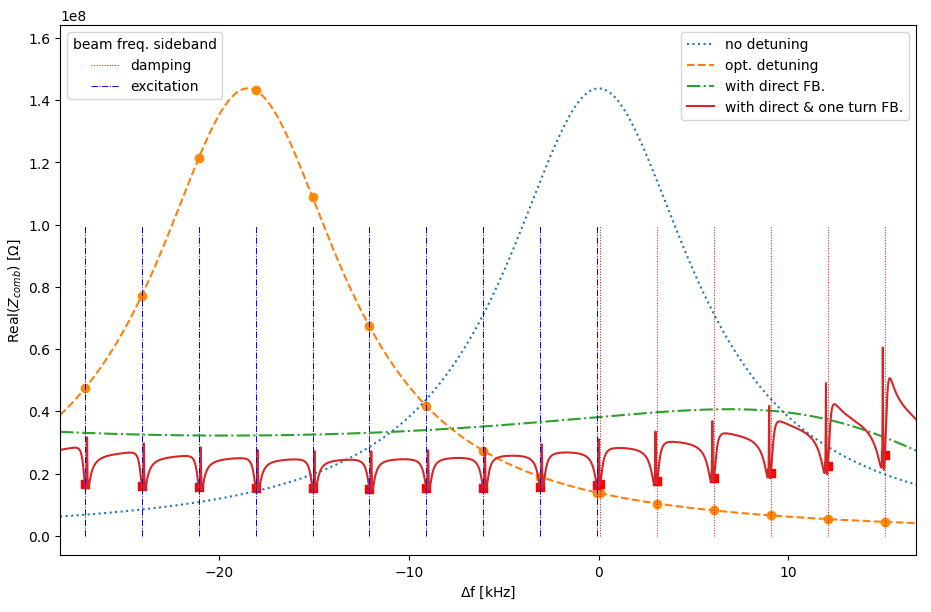 1e8
1.6
1.4
1.2
1.0
0.8
0.6
0.4
0.2
0.0
Real(Z_comb) [Ω]
beam freq. sideband
damping
excitation
no detuning
opt. detuning
with direct FB.
with direct & one turn FB.
−20
−10
0
10
Δf [kHz]